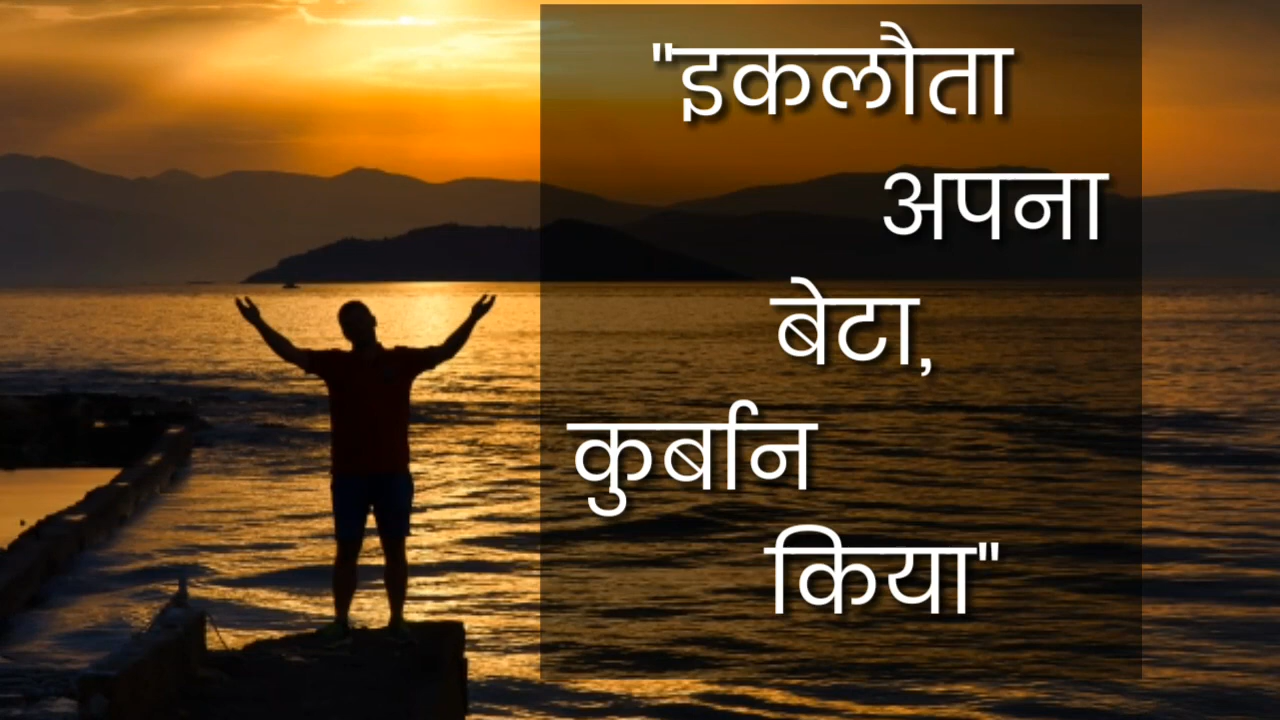 "इकलौता
अपना
बेटा,
कुर्बान
किया"